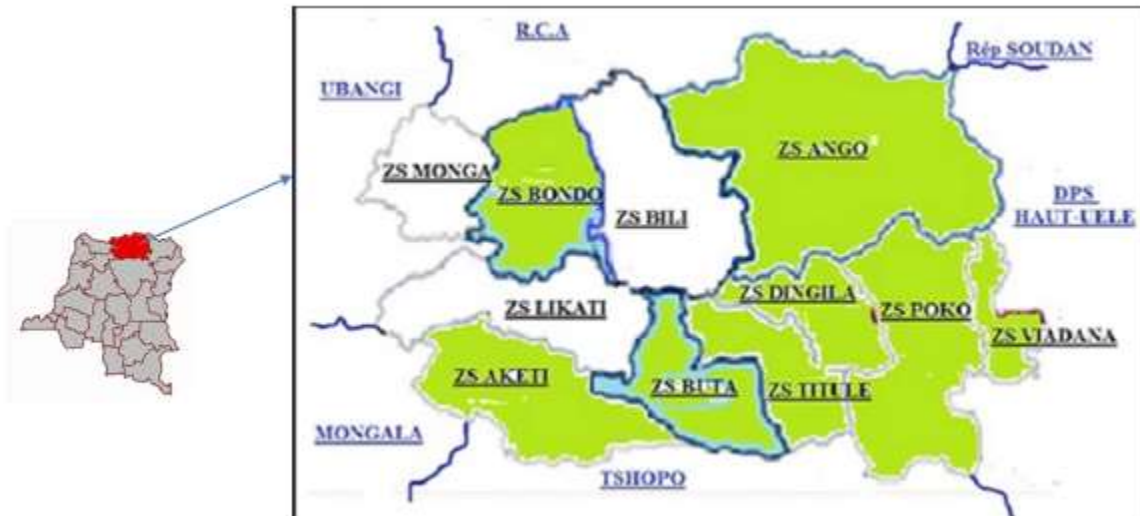 R.C.A
Rép SOUDAN
UBANGI
ZS ANGO
ZS MONGA
ZS BONDO
DPS
HAUT-UELE
ZS BILI
ZS DINGILA
ZS LIKATI
ZS POKO
ZS VIADANA
ZS AKETI
ZS BUTA
ZS TITULE
MONGALA
TSHOPO